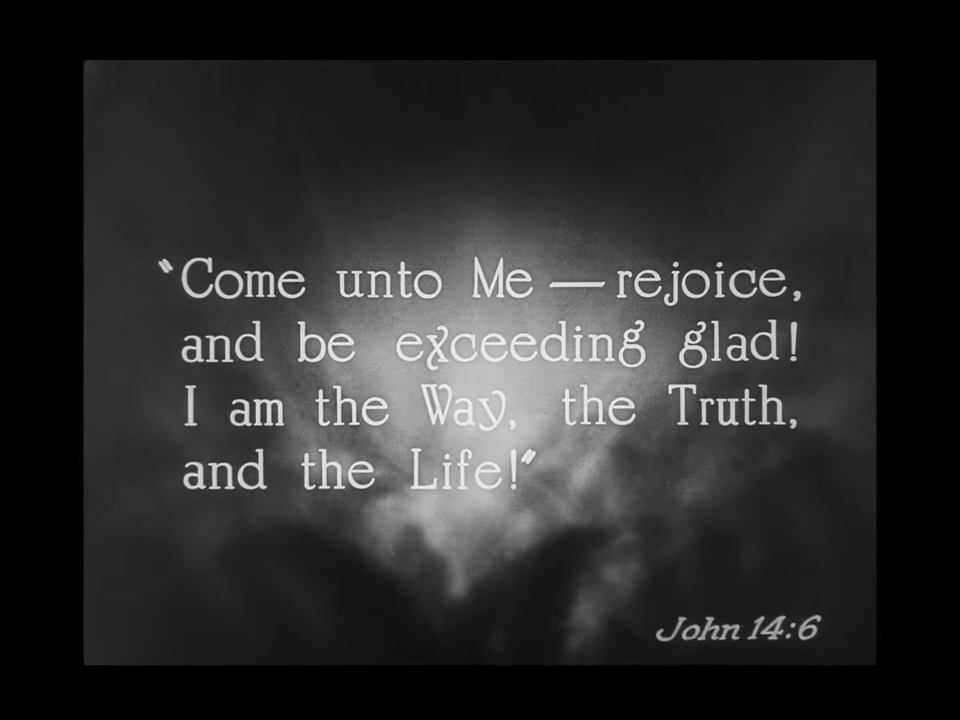 “Come unto Me — rejoice,
and be exceeding glad!
I am the Way, the Truth,
and the Life!”
John 14:6